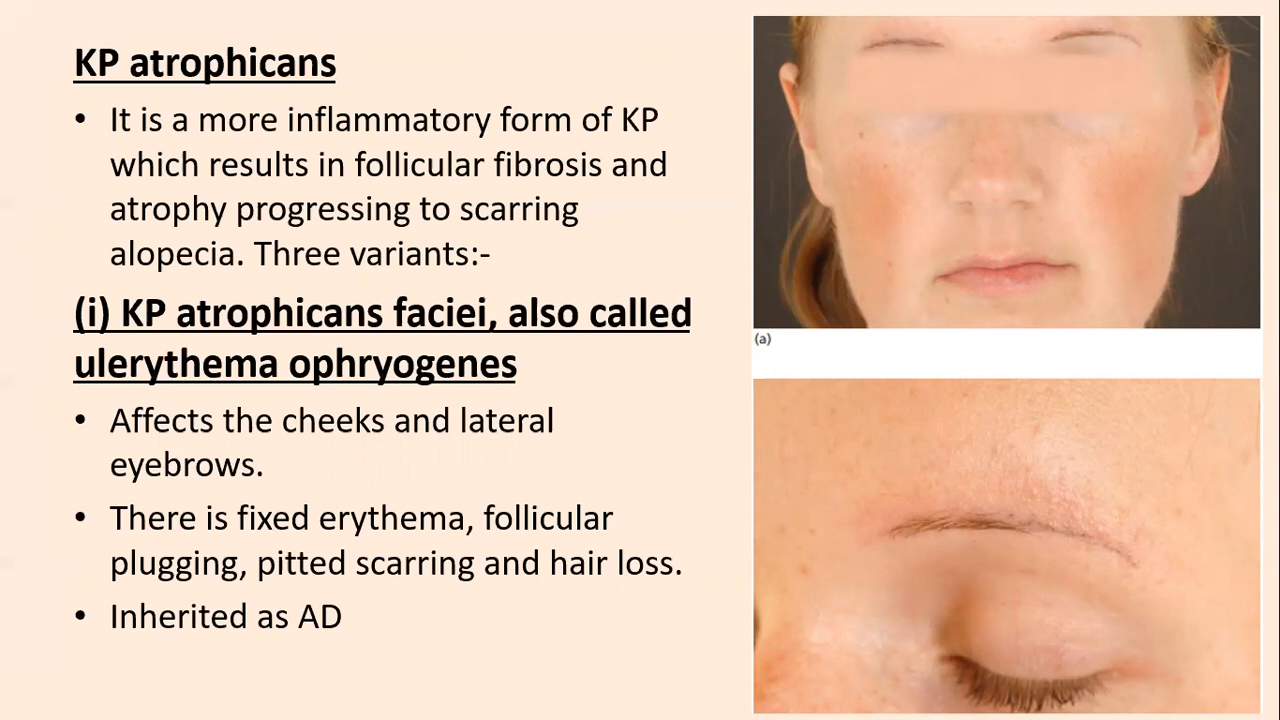 KP atrophicans
• It is a more inflammatory form of KP
which results in follicular fibrosis and
atrophy progressing to scarring
alopecia. Three variants:-
(i) KP atrophicans faciei, also called
ulerythema ophryogenes
• Affects the cheeks and lateral
eyebrows.
• There is fixed erythema, follicular
plugging, pitted scarring and hair loss.
• Inherited as AD
(a)